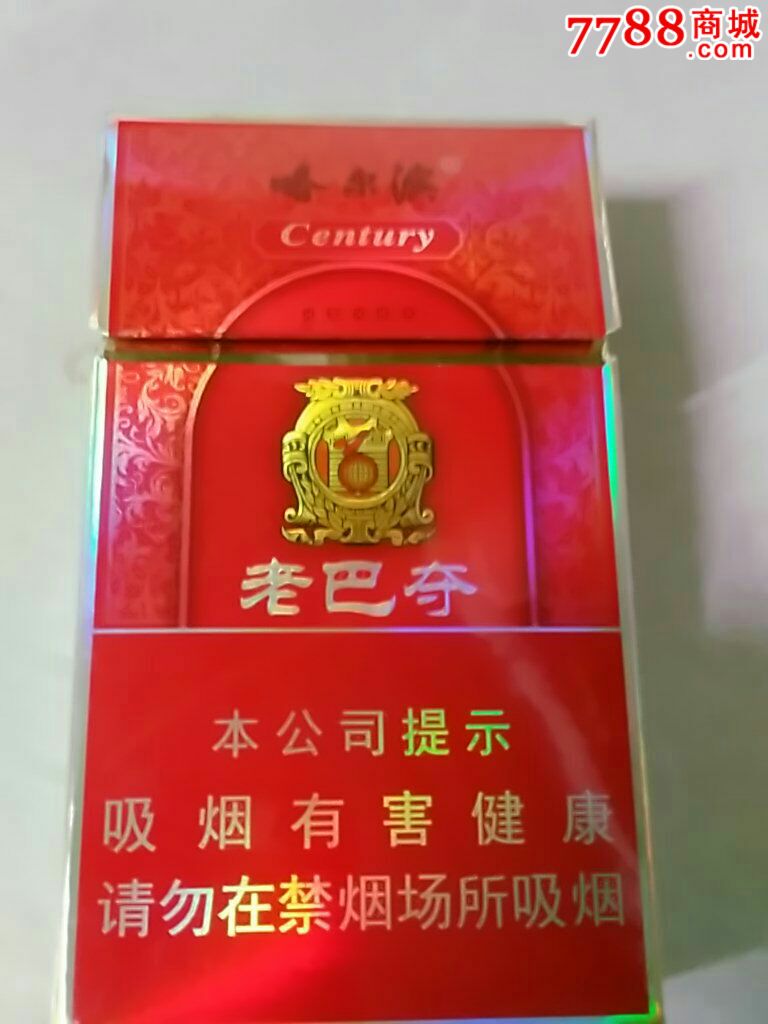 7788商城
.com
哈尔滨
Century
老巴夺
本公司提示
吸烟有害健康
请勿在禁烟场所吸烟